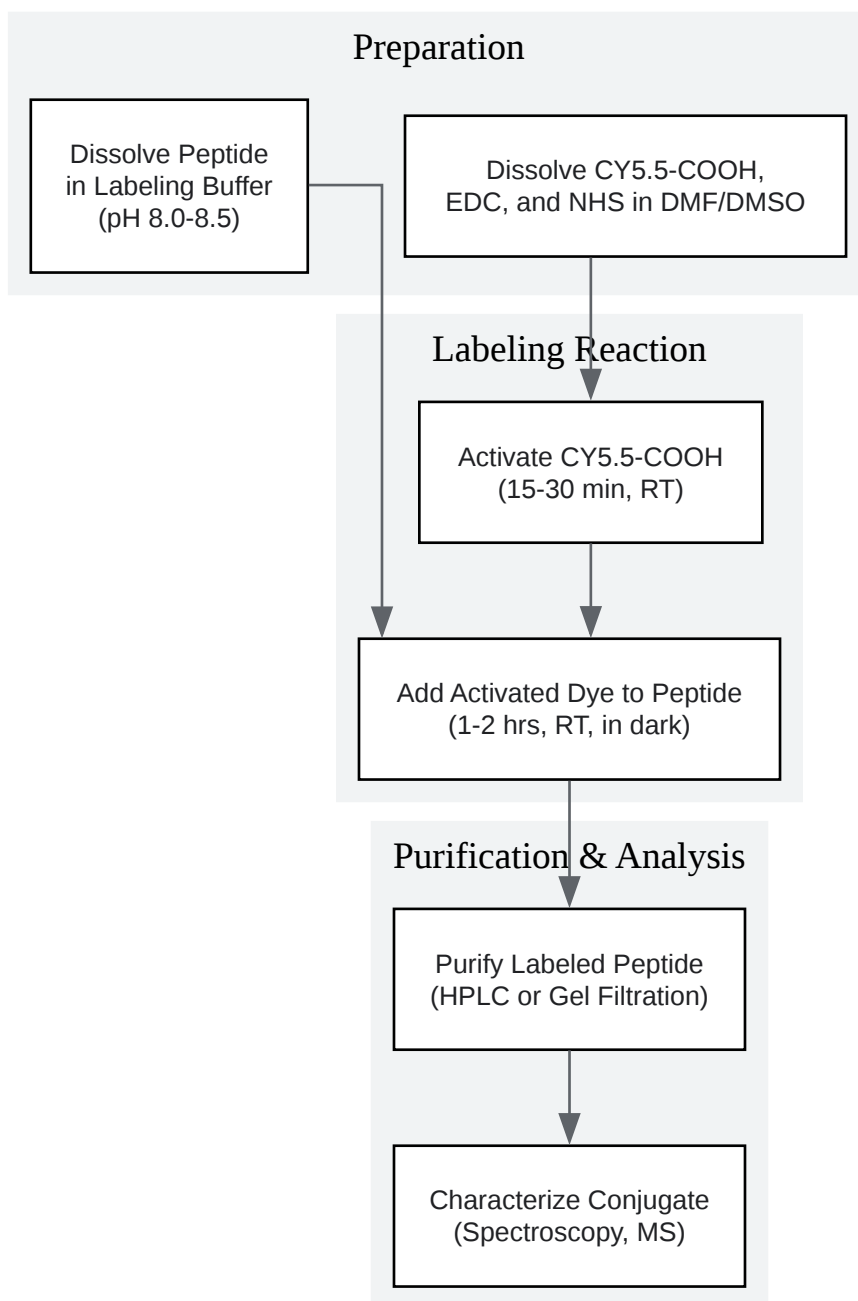 Preparation
Dissolve Peptide
in Labeling Buffer
(pH 8.0-8.5)
Dissolve CY5.5-COOH,
EDC, and NHS in DMF/DMSO
Labeling Reaction
Activate CY5.5-COOH
(15-30 min, RT)
Add Activated Dye to Peptide
(1-2 hrs, RT, in dark)
Purification & Analysis
Purify Labeled Peptide
(HPLC or Gel Filtration)
Characterize Conjugate
(Spectroscopy, MS)